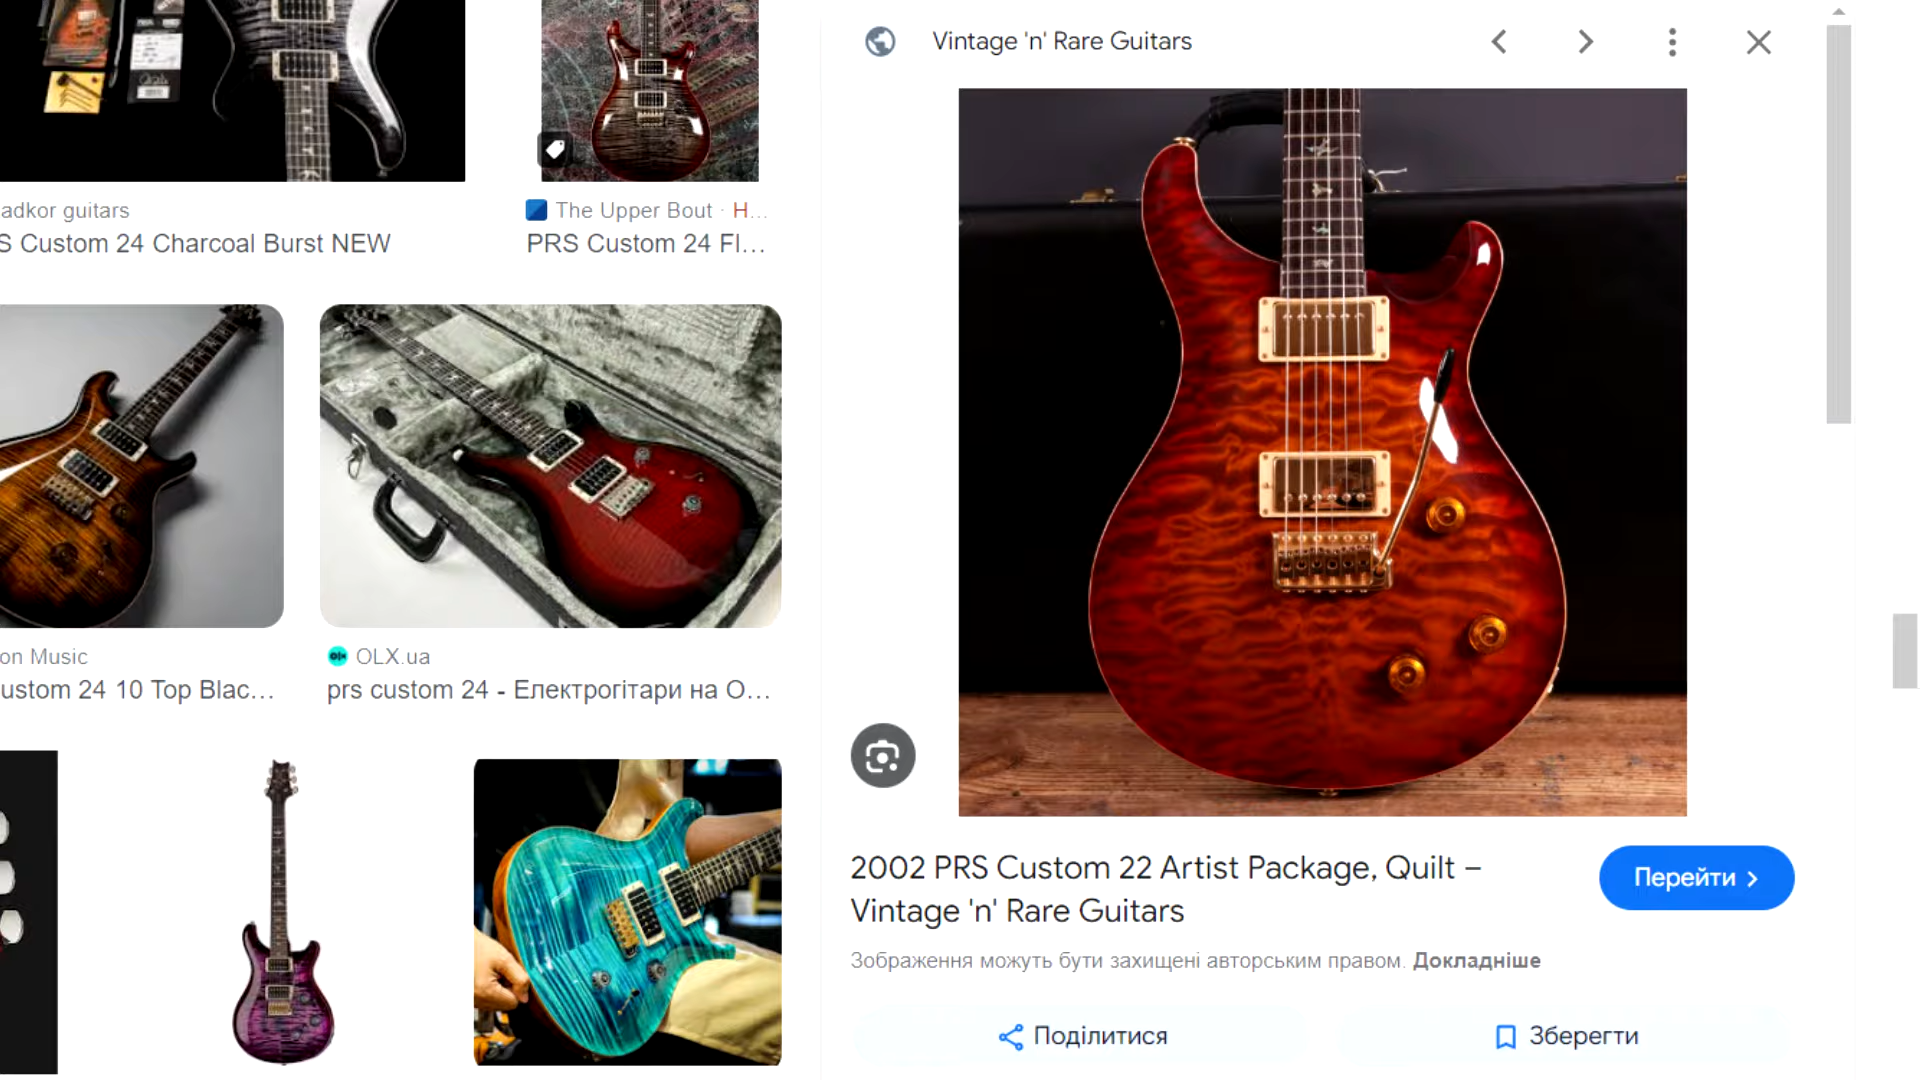 adkor guitars
S Custom 24 Charcoal Burst NEW
The Upper Bout · H...
PRS Custom 24 Fl...
on Music
ustom 24 10 Top Blac...
OLX.ua
prs custom 24 - Електрогітари на О...
Vintage 'n' Rare Guitars
2002 PRS Custom 22 Artist Package, Quilt –
Vintage 'n' Rare Guitars
Перейти
Зображення можуть бути захищені авторським правом. Докладніше
Поділитися
Зберегти